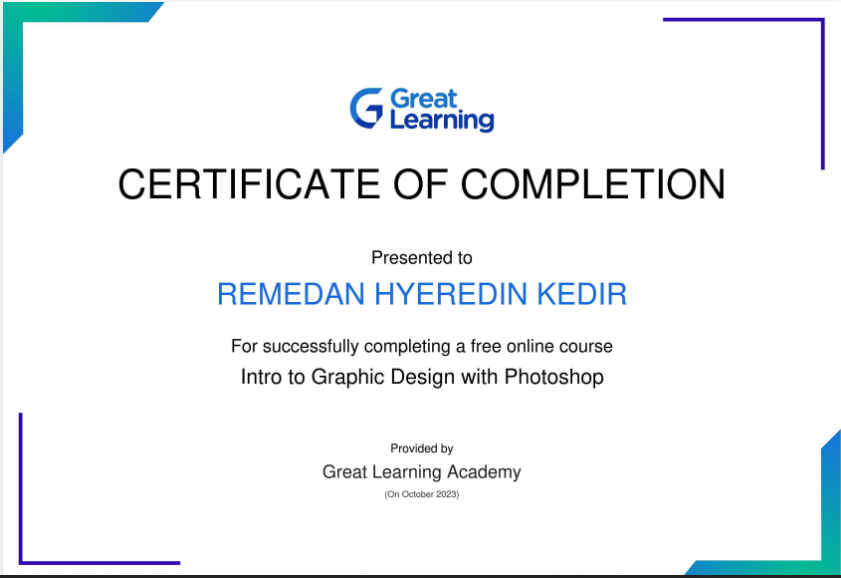 Great
Learning
CERTIFICATE OF COMPLETION
Presented to
REMEDAN HYEREDIN KEDIR
For successfully completing a free online course
Intro to Graphic Design with Photoshop
Provided by
Great Learning Academy
(On October 2023)